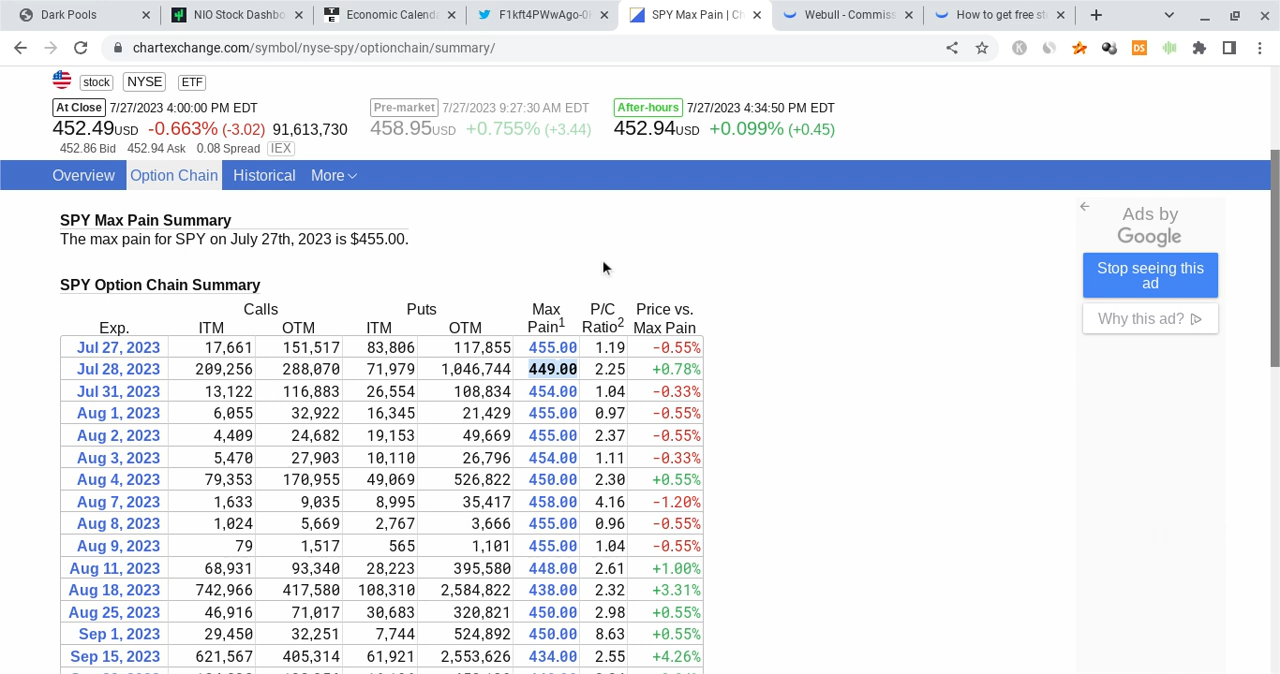 Dark Pools
NIO Stock Dashbo
Economic Calenda
F1kft4PWwAgo-0
SPY Max Pain | Ch
Webull - Commiss
How to get free st
chartexchange.com/symbol/nyse-spy/optionchain/summary/
stock NYSE ETF
At Close 7/27/2023 4:00:00 PM EDT Pre-market 7/27/2023 9:27:30 AM EDT After-hours 7/27/2023 4:34:50 PM EDT
452.49USD -0.663% (-3.02) 91,613,730 458.95USD +0.755% (+3.44) 452.94USD +0.099% (+0.45)
452.86 Bid 452.94 Ask 0.08 Spread IEX
Overview Option Chain Historical More
SPY Max Pain Summary
The max pain for SPY on July 27th, 2023 is $455.00.
SPY Option Chain Summary
Calls Puts Max P/C Price vs.
Exp. ITM OTM ITM OTM Pain1 Ratio2 Max Pain
Jul 27, 2023 17,661 151,517 83,806 117,855 455.00 1.19 -0.55%
Jul 28, 2023 209,256 288,070 71,979 1,046,744 449.00 2.25 +0.78%
Jul 31, 2023 13,122 116,883 26,554 108,834 454.00 1.04 -0.33%
Aug 1, 2023 6,055 32,922 16,345 21,429 455.00 0.97 -0.55%
Aug 2, 2023 4,409 24,682 19,153 49,669 455.00 2.37 -0.55%
Aug 3, 2023 5,470 27,903 10,110 26,796 454.00 1.11 -0.33%
Aug 4, 2023 79,353 170,955 49,069 526,822 450.00 2.30 +0.55%
Aug 7, 2023 1,633 9,035 8,995 35,417 458.00 4.16 -1.20%
Aug 8, 2023 1,024 5,669 2,767 3,666 455.00 0.96 -0.55%
Aug 9, 2023 79 1,517 565 1,101 455.00 1.04 -0.55%
Aug 11, 2023 68,931 93,340 28,223 395,580 448.00 2.61 +1.00%
Aug 18, 2023 742,966 417,580 108,310 2,584,822 438.00 2.32 +3.31%
Aug 25, 2023 46,916 71,017 30,683 320,821 450.00 2.98 +0.55%
Sep 1, 2023 29,450 32,251 7,744 524,892 450.00 8.63 +0.55%
Sep 15, 2023 621,567 405,314 61,921 2,553,626 434.00 2.55 +4.26%
Ads by
Google
Stop seeing this
ad
Why this ad?
DS